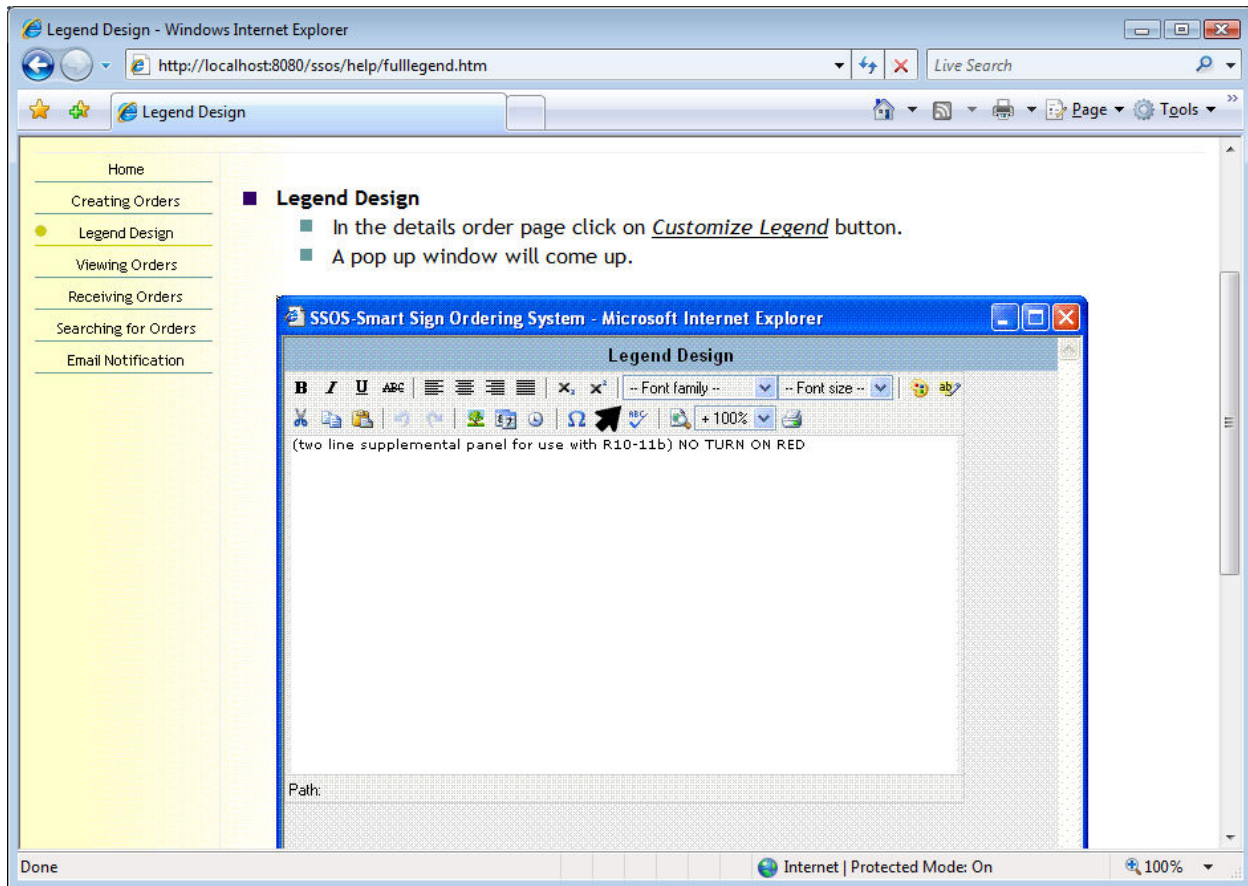 Legend Design - Windows Internet Explorer
http://localhost:8080/ssos/help/fulllegend.htm
Live Search
Legend Design
Page
Tools
Home
Creating Orders
Legend Design
Viewing Orders
Receiving Orders
Searching for Orders
Email Notification
Legend Design
In the details order page click on Customize Legend button.
A pop up window will come up.
SSOS-Smart Sign Ordering System - Microsoft Internet Explorer
Legend Design
B I U ABC X₂ X² -- Font family -- -- Font size -- ab
Ω ABC + 100%
(two line supplemental panel for use with R10-11b) NO TURN ON RED
Path:
Done
Internet | Protected Mode: On
100%